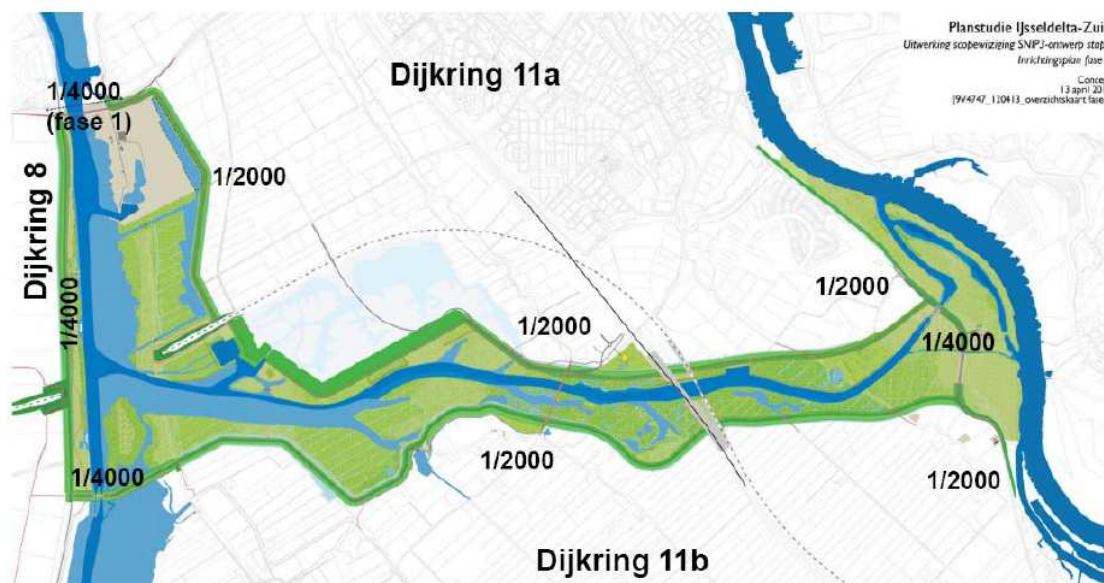 Planstudie IJsseldelta-Zui
Uitwerking scopewijziging SNIP3-ontwerp stap
Inrichtingsplan fase
Conce
13 april 20
Dijkring 11a
1/4000
(fase 1)
1/2000
Dijkring 8
1/4000
1/2000
1/2000
1/4000
1/4000
1/2000
1/2000
Dijkring 11b